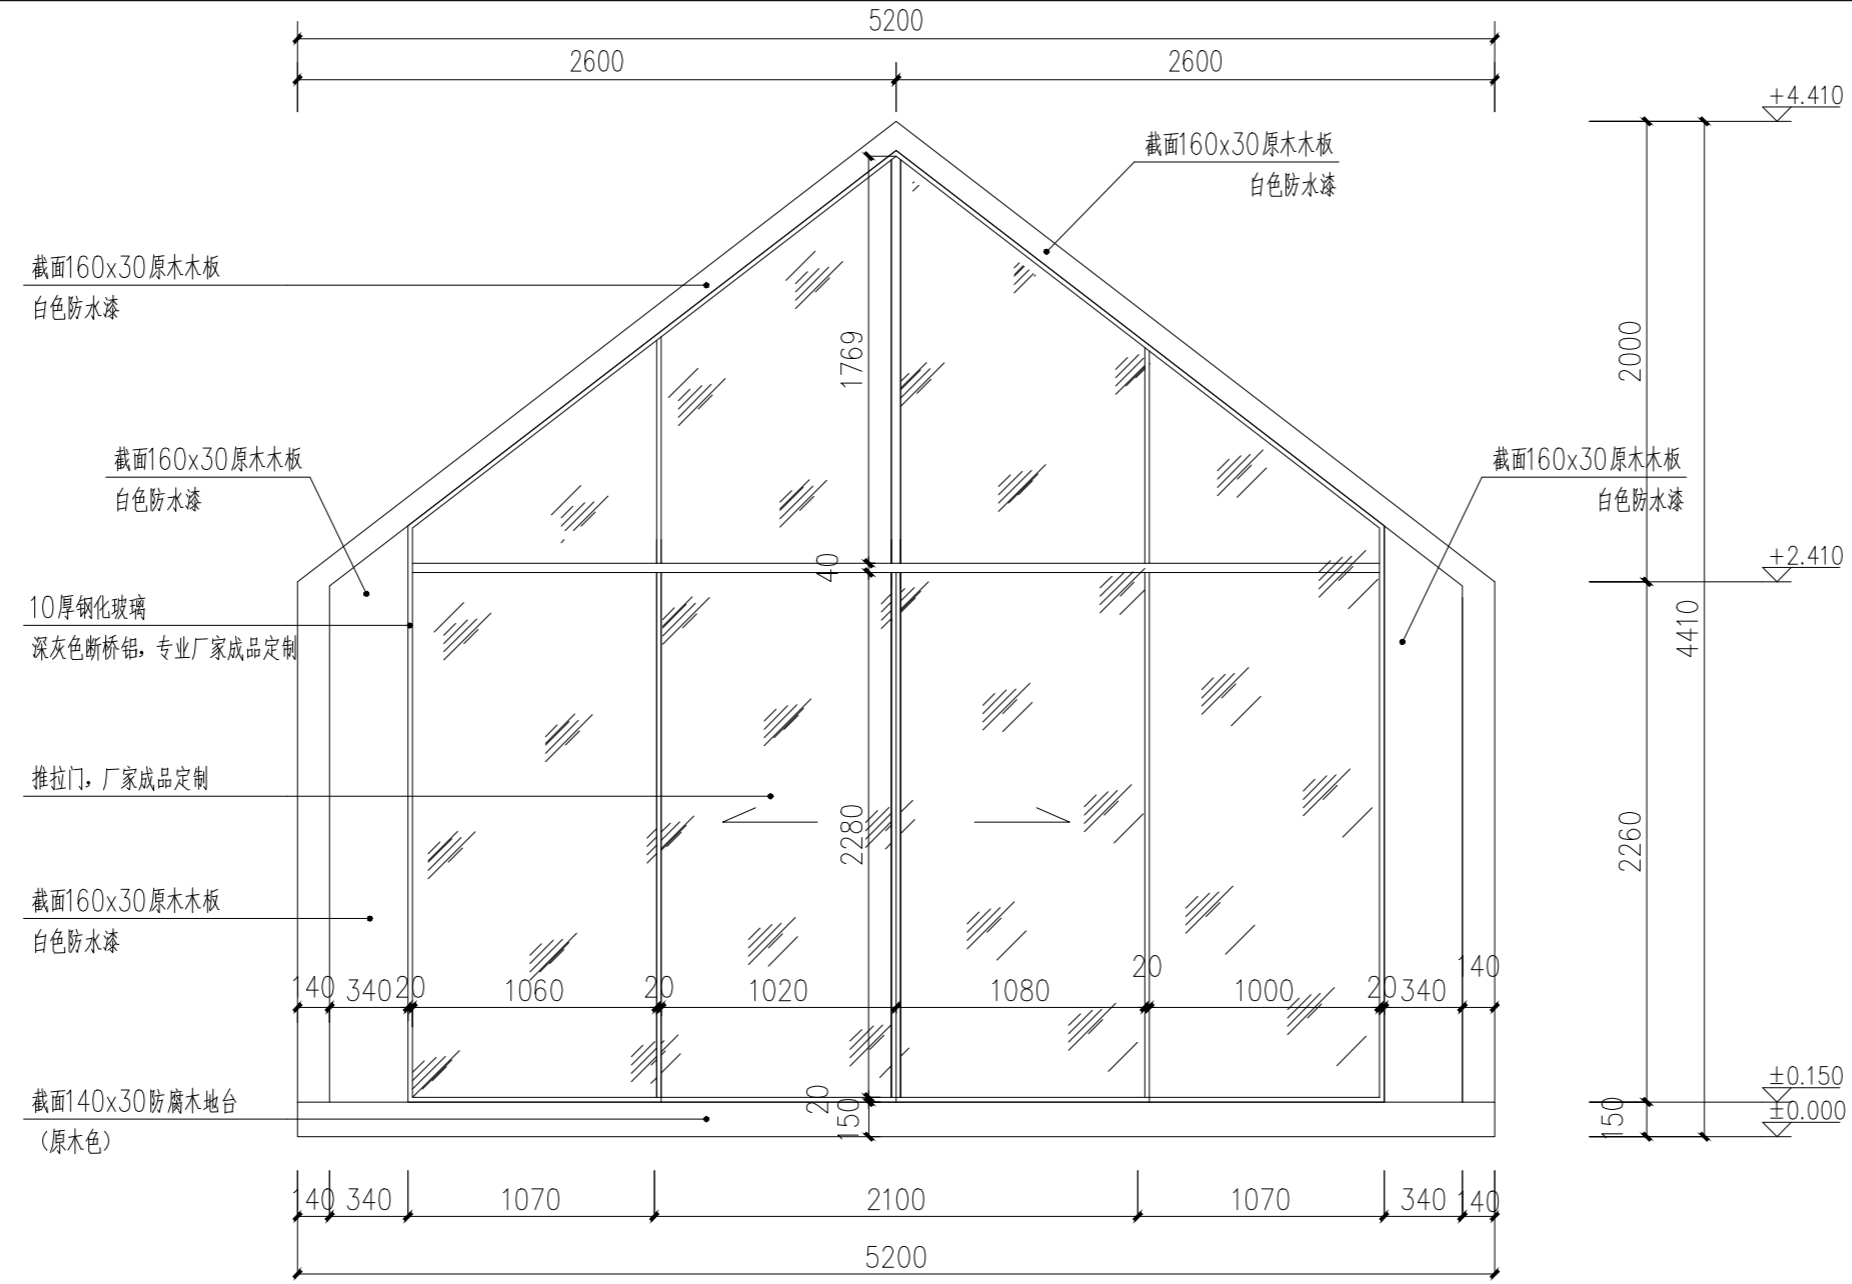 5200
2600
2600
+4.410
截面160x30原木木板
白色防水漆
截面160x30原木木板
白色防水漆
1769
2000
截面160x30原木木板
白色防水漆
截面160x30原木木板
白色防水漆
40
+2.410
10厚钢化玻璃
深灰色断桥铝，专业厂家成品定制
4410
推拉门，厂家成品定制
2280
2260
截面160x30原木木板
白色防水漆
140
340
20
1060
20
1020
1080
20
1000
20
340
140
截面140x30防腐木地台
（原木色）
20
150
150
±0.150
±0.000
140
340
1070
2100
1070
340
140
5200